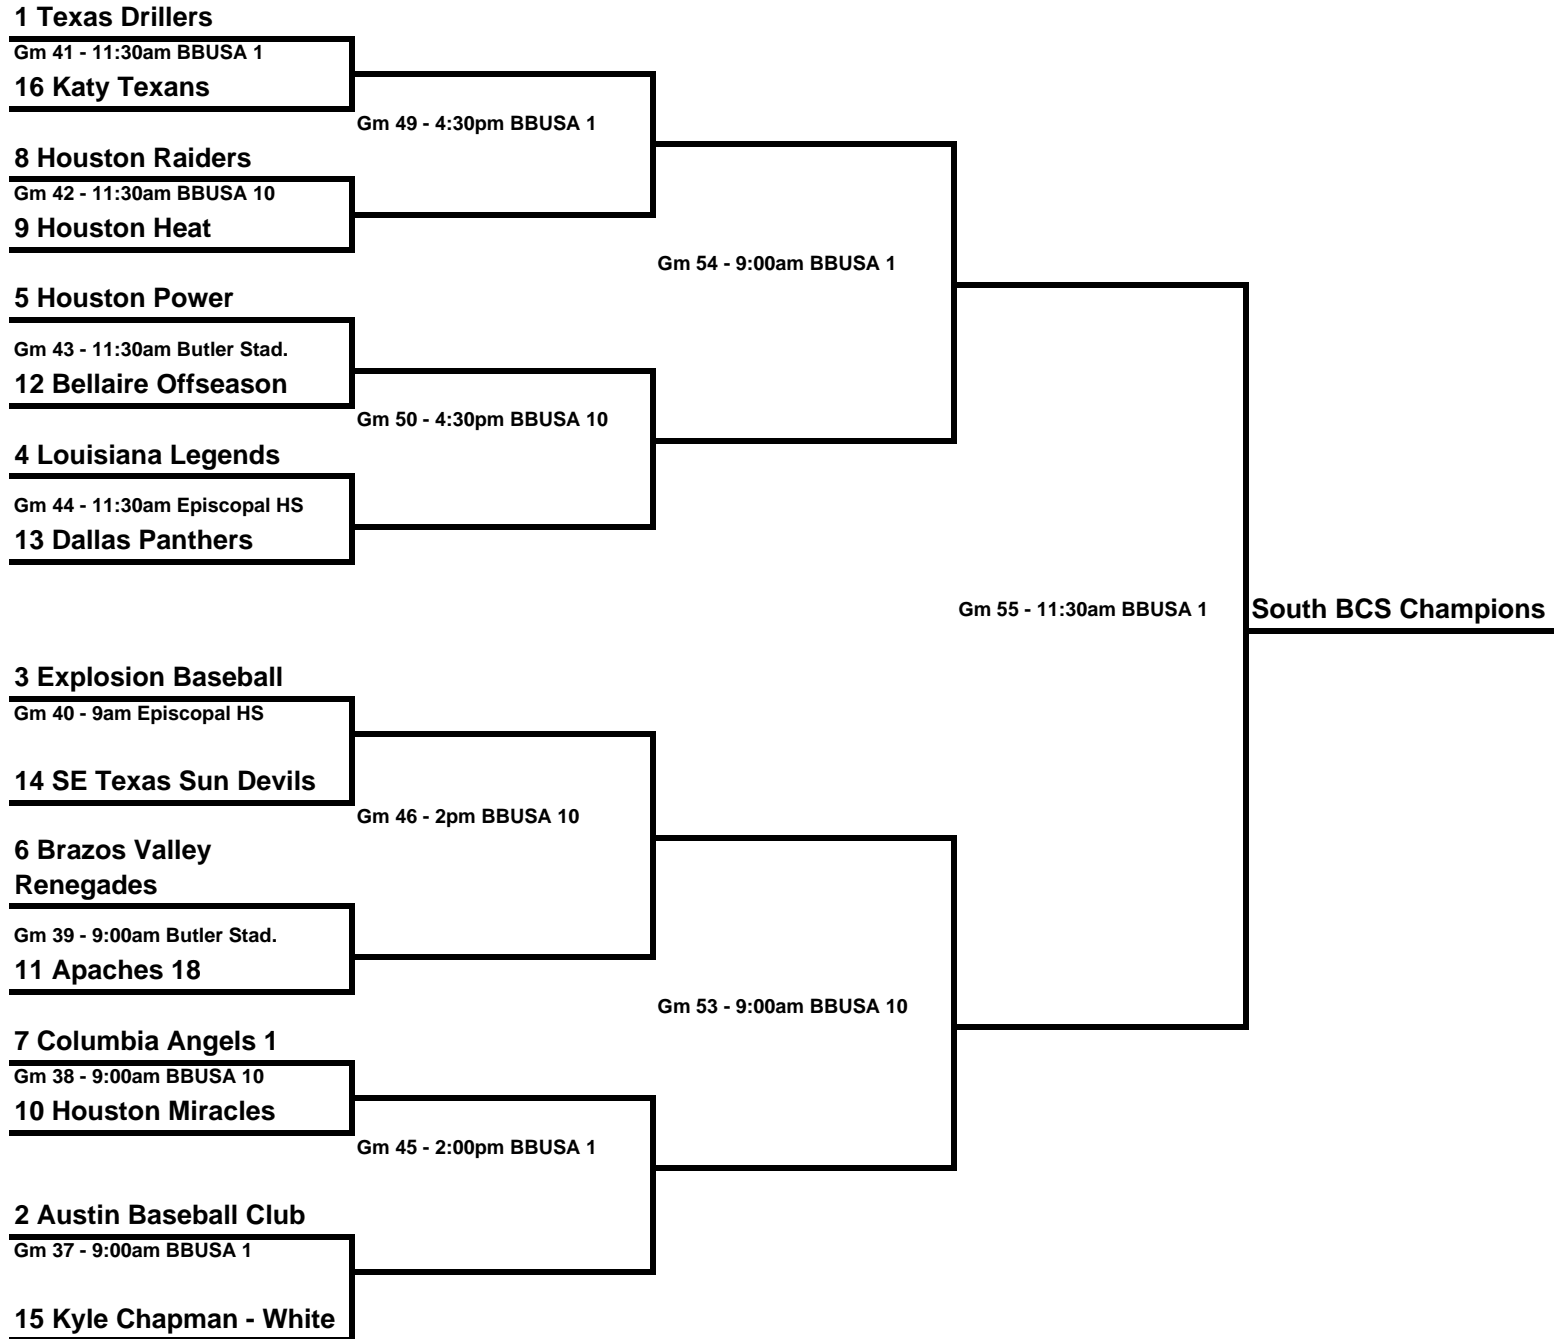 1 Texas Drillers
Gm 41 - 11:30am BBUSA 1
16 Katy Texans
Gm 49 - 4:30pm BBUSA 1
8 Houston Raiders
Gm 42 - 11:30am BBUSA 10
9 Houston Heat
Gm 54 - 9:00am BBUSA 1
5 Houston Power
Gm 43 - 11:30am Butler Stad.
12 Bellaire Offseason
Gm 50 - 4:30pm BBUSA 10
4 Louisiana Legends
Gm 44 - 11:30am Episcopal HS
13 Dallas Panthers
Gm 55 - 11:30am BBUSA 1
South BCS Champions
3 Explosion Baseball
Gm 40 - 9am Episcopal HS
14 SE Texas Sun Devils
Gm 46 - 2pm BBUSA 10
6 Brazos Valley
Renegades
Gm 39 - 9:00am Butler Stad.
11 Apaches 18
Gm 53 - 9:00am BBUSA 10
7 Columbia Angels 1
Gm 38 - 9:00am BBUSA 10
10 Houston Miracles
Gm 45 - 2:00pm BBUSA 1
2 Austin Baseball Club
Gm 37 - 9:00am BBUSA 1
15 Kyle Chapman - White